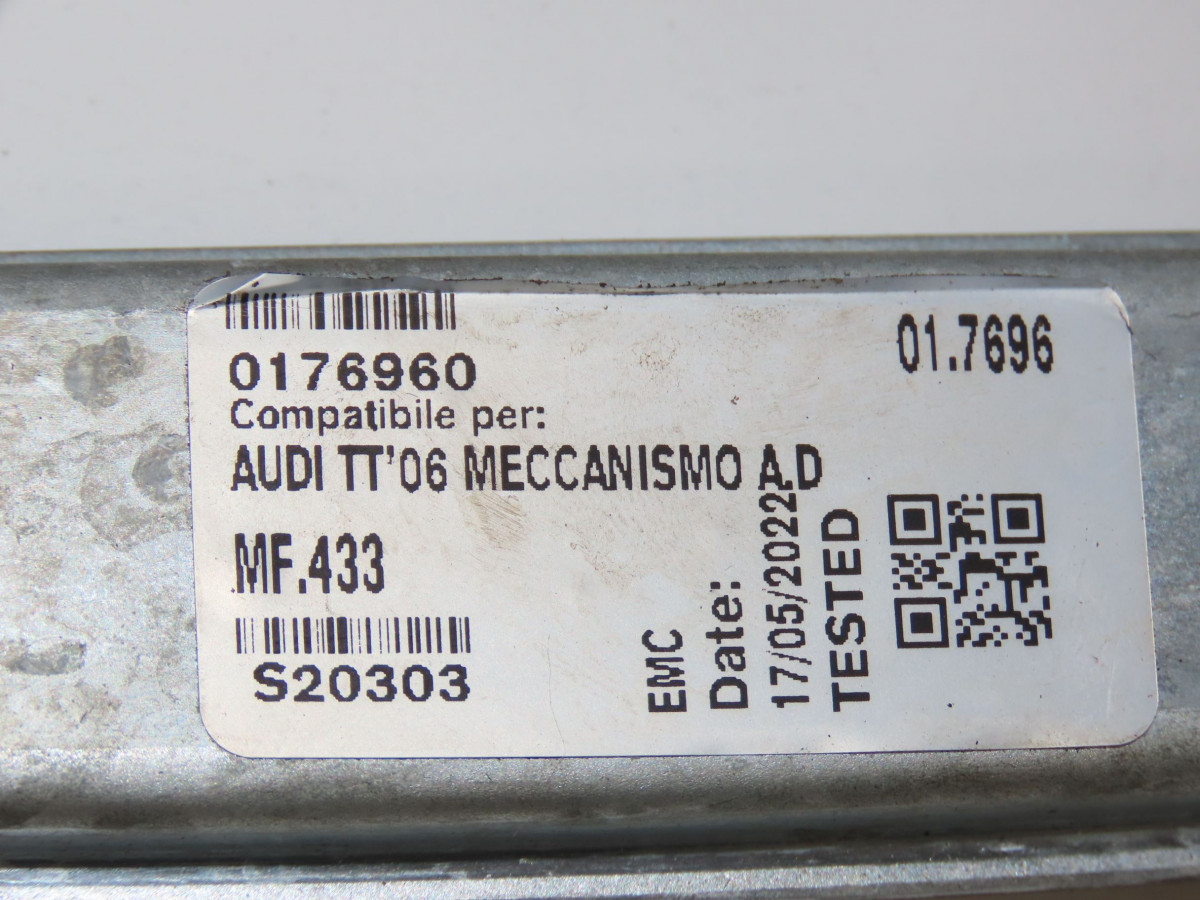 0176960
01.7696
Compatibile per:
AUDI TT'06 MECCANISMO A.D
MF.433
S20303
EMC
Date:
17/05/2022
TESTED